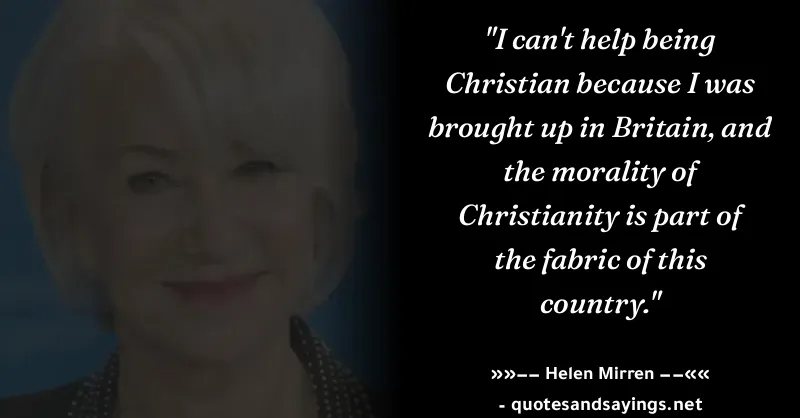 "I can't help being
Christian because I was
brought up in Britain, and
the morality of
Christianity is part of
the fabric of this
country."
»»−− Helen Mirren −−««
- quotesandsayings.net